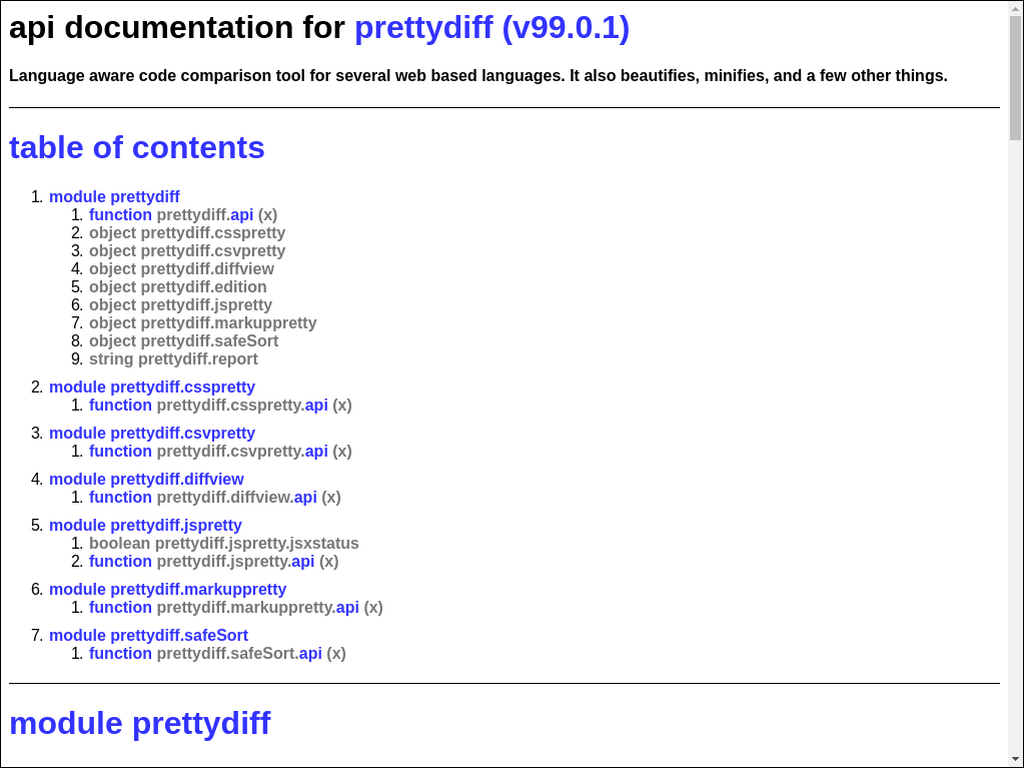 api documentation for prettydiff (v99.0.1)
Language aware code comparison tool for several web based languages. It also beautifies, minifies, and a few other things.
table of contents
1. module prettydiff
1. function prettydiff.api (x)
2. object prettydiff.csspretty
3. object prettydiff.csvpretty
4. object prettydiff.diffview
5. object prettydiff.edition
6. object prettydiff.jspretty
7. object prettydiff.markuppretty
8. object prettydiff.safeSort
9. string prettydiff.report
2. module prettydiff.csspretty
1. function prettydiff.csspretty.api (x)
3. module prettydiff.csvpretty
1. function prettydiff.csvpretty.api (x)
4. module prettydiff.diffview
1. function prettydiff.diffview.api (x)
5. module prettydiff.jspretty
1. boolean prettydiff.jspretty.jsxstatus
2. function prettydiff.jspretty.api (x)
6. module prettydiff.markuppretty
1. function prettydiff.markuppretty.api (x)
7. module prettydiff.safeSort
1. function prettydiff.safeSort.api (x)
module prettydiff